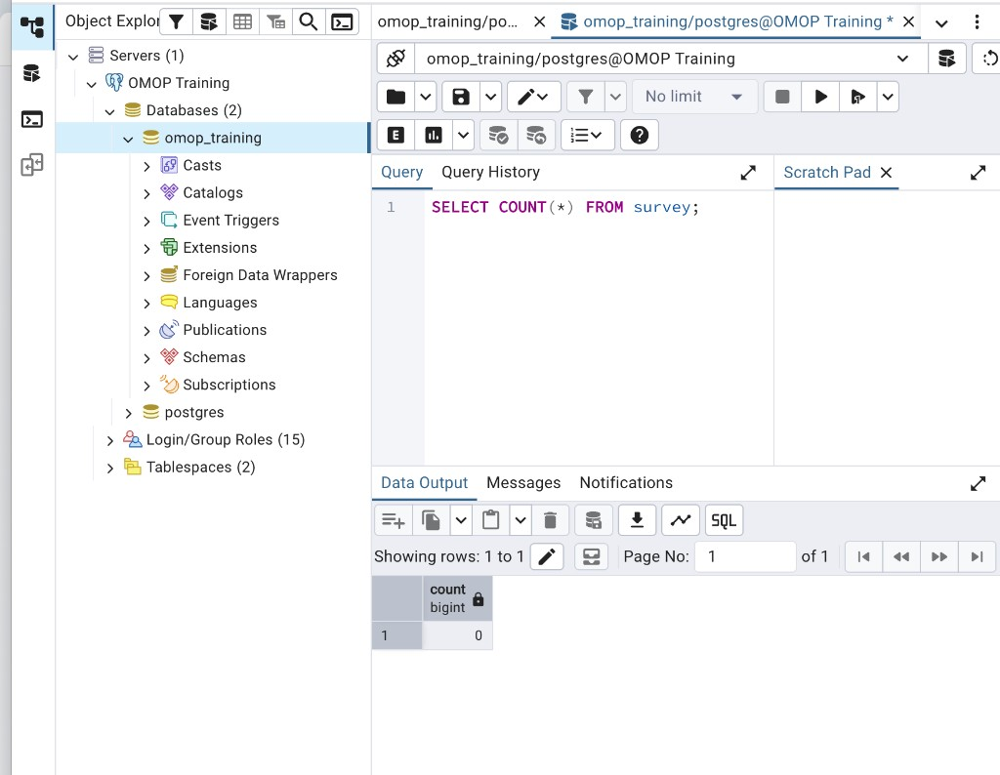 Object Explor
Servers (1)
OMOP Training
Databases (2)
omop_training
Casts
Catalogs
Event Triggers
Extensions
Foreign Data Wrappers
Languages
Publications
Schemas
Subscriptions
postgres
Login/Group Roles (15)
Tablespaces (2)
omop_training/po...
omop_training/postgres@OMOP Training *
omop_training/postgres@OMOP Training
No limit
E
Query Query History
Scratch Pad
1 SELECT COUNT(*) FROM survey;
Data Output Messages Notifications
SQL
Showing rows: 1 to 1 Page No: 1 of 1
count
bigint
1 0